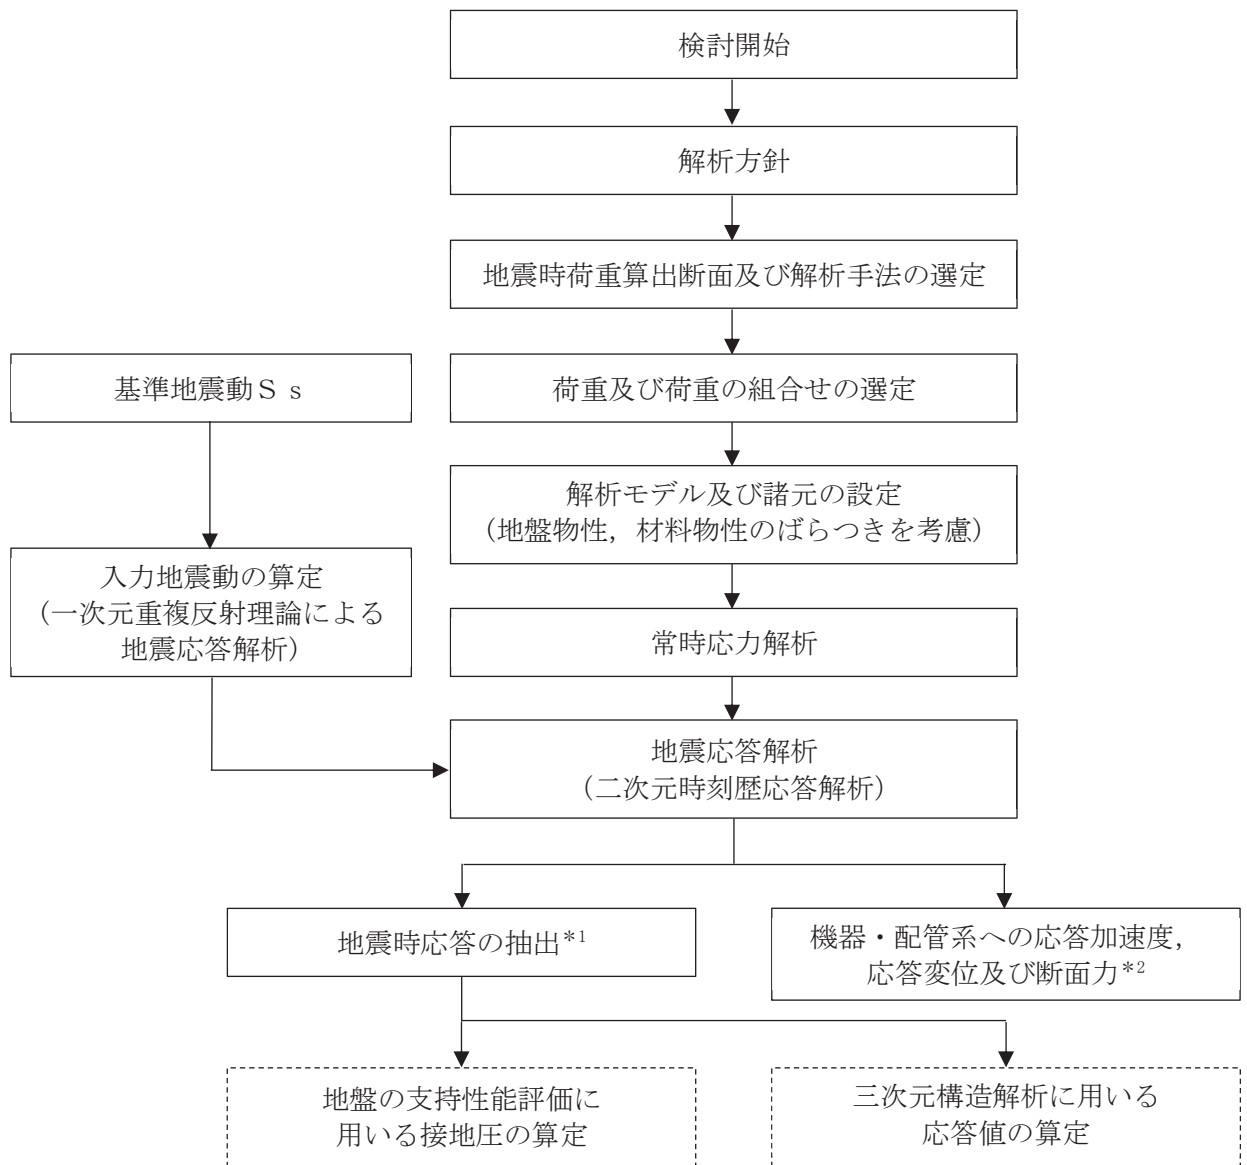 検討開始
解析方針
地震時荷重算出断面及び解析手法の選定
基準地震動Ｓｓ
荷重及び荷重の組合せの選定
解析モデル及び諸元の設定
（地盤物性，材料物性のばらつきを考慮）
入力地震動の算定
（一次元重複反射理論による
地震応答解析）
常時応力解析
地震応答解析
（二次元時刻歴応答解析）
地震時応答の抽出*1
機器・配管系への応答加速度，
応答変位及び断面力*2
地盤の支持性能評価に
用いる接地圧の算定
三次元構造解析に用いる
応答値の算定